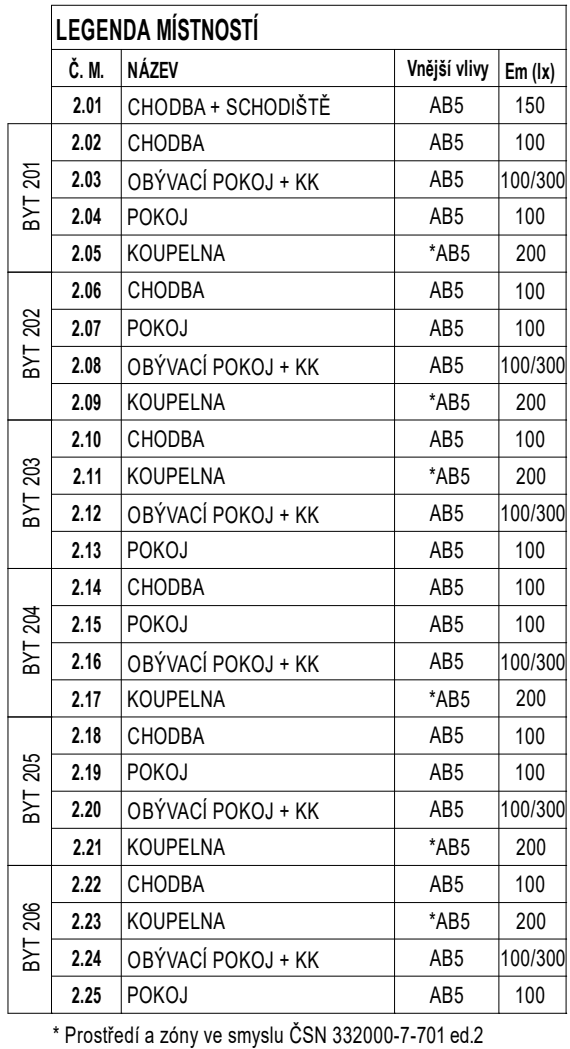 LEGENDA MÍSTNOSTÍ
Č. M. NÁZEV Vnější vlivy Em (lx)
2.01 CHODBA + SCHODIŠTĚ AB5 150
BYT 201
2.02 CHODBA AB5 100
2.03 OBÝVACÍ POKOJ + KK AB5 100/300
2.04 POKOJ AB5 100
2.05 KOUPELNA *AB5 200
BYT 202
2.06 CHODBA AB5 100
2.07 POKOJ AB5 100
2.08 OBÝVACÍ POKOJ + KK AB5 100/300
2.09 KOUPELNA *AB5 200
BYT 203
2.10 CHODBA AB5 100
2.11 KOUPELNA *AB5 200
2.12 OBÝVACÍ POKOJ + KK AB5 100/300
2.13 POKOJ AB5 100
BYT 204
2.14 CHODBA AB5 100
2.15 POKOJ AB5 100
2.16 OBÝVACÍ POKOJ + KK AB5 100/300
2.17 KOUPELNA *AB5 200
BYT 205
2.18 CHODBA AB5 100
2.19 POKOJ AB5 100
2.20 OBÝVACÍ POKOJ + KK AB5 100/300
2.21 KOUPELNA *AB5 200
BYT 206
2.22 CHODBA AB5 100
2.23 KOUPELNA *AB5 200
2.24 OBÝVACÍ POKOJ + KK AB5 100/300
2.25 POKOJ AB5 100
* Prostředí a zóny ve smyslu ČSN 332000-7-701 ed.2